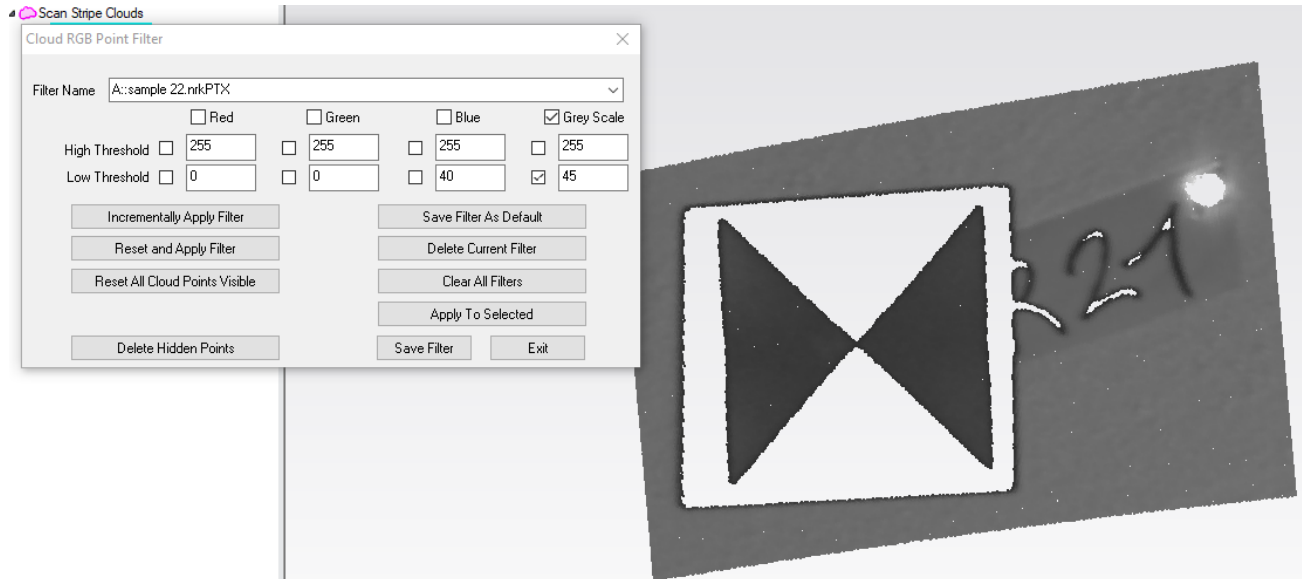 Scan Stripe Clouds
Cloud RGB Point Filter
Filter Name A::sample 22.nrkPTX
Red Green Blue Grey Scale
High Threshold 255 255 255 255
Low Threshold 0 0 40 45
Incrementally Apply Filter Save Filter As Default
Reset and Apply Filter Delete Current Filter
Reset All Cloud Points Visible Clear All Filters
Apply To Selected
Delete Hidden Points Save Filter Exit